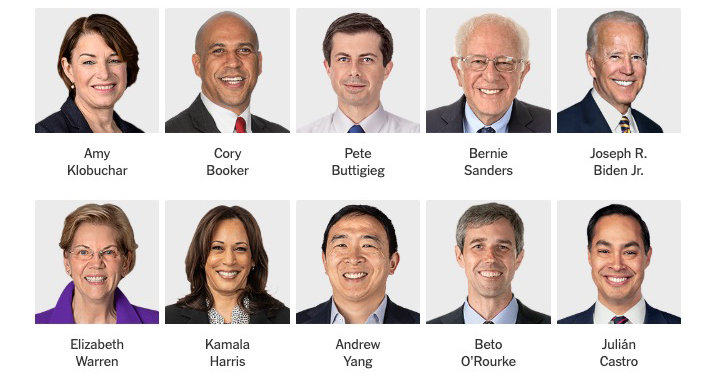 Amy
Klobuchar
Cory
Booker
Pete
Buttigieg
Bernie
Sanders
Joseph R.
Biden Jr.
Elizabeth
Warren
Kamala
Harris
Andrew
Yang
Beto
O'Rourke
Julián
Castro